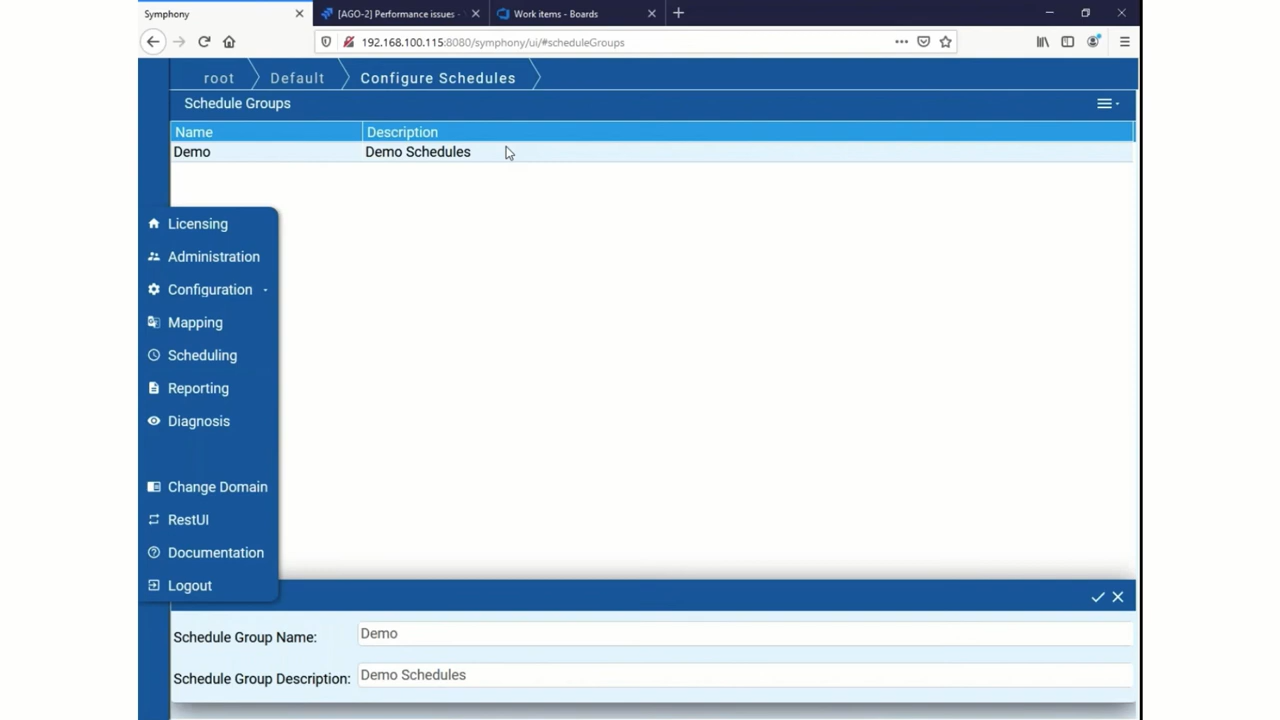 Symphony
[AGO-2] Performance issues -
Work items - Boards
192.168.100.115:8080/symphony/ui/#scheduleGroups
root
Default
Configure Schedules
Schedule Groups
Name
Description
Demo
Demo Schedules
Licensing
Administration
Configuration
Mapping
Scheduling
Reporting
Diagnosis
Change Domain
RestUI
Documentation
Logout
Schedule Group Name:
Demo
Schedule Group Description:
Demo Schedules